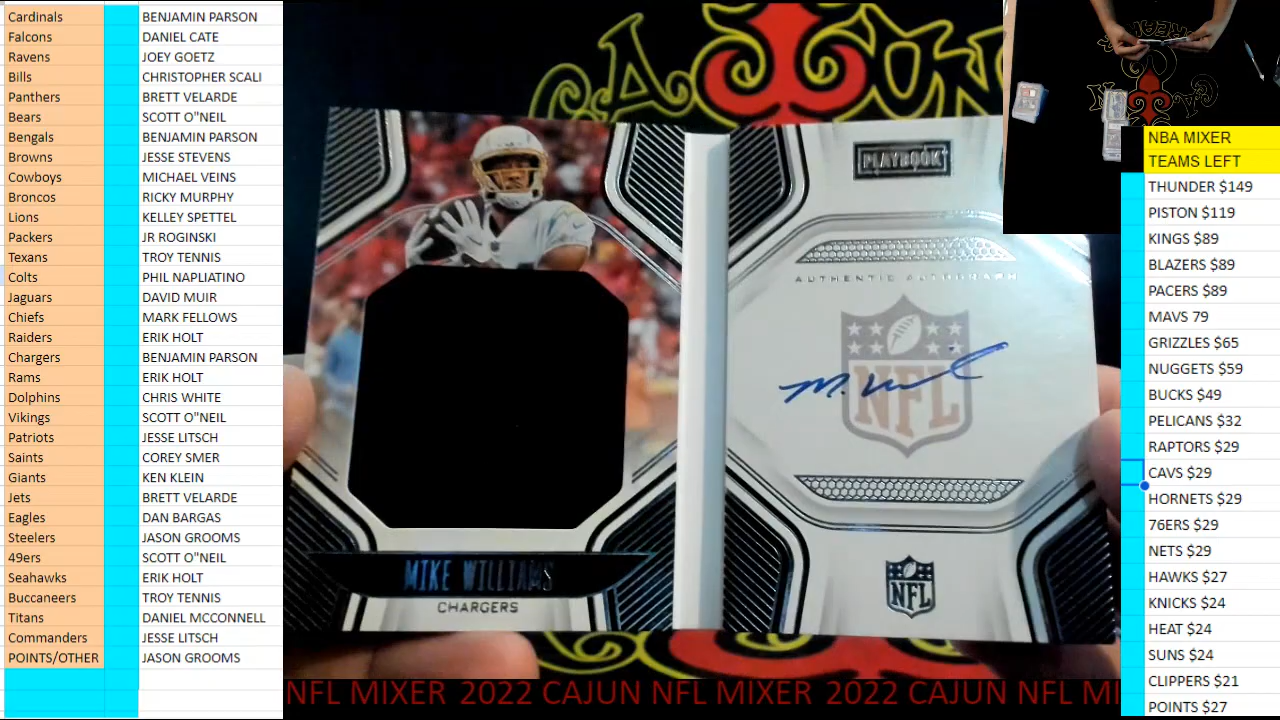 Cardinals BENJAMIN PARSON
Falcons DANIEL CATE
Ravens JOEY GOETZ
Bills CHRISTOPHER SCALI
Panthers BRETT VELARDE
Bears SCOTT O"NEIL
Bengals BENJAMIN PARSON
Browns JESSE STEVENS
Cowboys MICHAEL VEINS
Broncos RICKY MURPHY
Lions KELLEY SPETTEL
Packers JR ROGINSKI
Texans TROY TENNIS
Colts PHIL NAPLIATINO
Jaguars DAVID MUIR
Chiefs MARK FELLOWS
Raiders ERIK HOLT
Chargers BENJAMIN PARSON
Rams ERIK HOLT
Dolphins CHRIS WHITE
Vikings SCOTT O"NEIL
Patriots JESSE LITSCH
Saints COREY SMER
Giants KEN KLEIN
Jets BRETT VELARDE
Eagles DAN BARGAS
Steelers JASON GROOMS
49ers SCOTT O"NEIL
Seahawks ERIK HOLT
Buccaneers TROY TENNIS
Titans DANIEL MCCONNELL
Commanders JESSE LITSCH
POINTS/OTHER JASON GROOMS
CAJUN
PLAYBOOK
AUTHENTIC AUTOGRAPH
NFL
MIKE WILLIAMS
CHARGERS
NFL
NFL MIXER 2022 CAJUN NFL MIXER 2022 CAJUN NFL MI
NBA MIXER
TEAMS LEFT
THUNDER $149
PISTON $119
KINGS $89
BLAZERS $89
PACERS $89
MAVS 79
GRIZZLES $65
NUGGETS $59
BUCKS $49
PELICANS $32
RAPTORS $29
CAVS $29
HORNETS $29
76ERS $29
NETS $29
HAWKS $27
KNICKS $24
HEAT $24
SUNS $24
CLIPPERS $21
POINTS $27